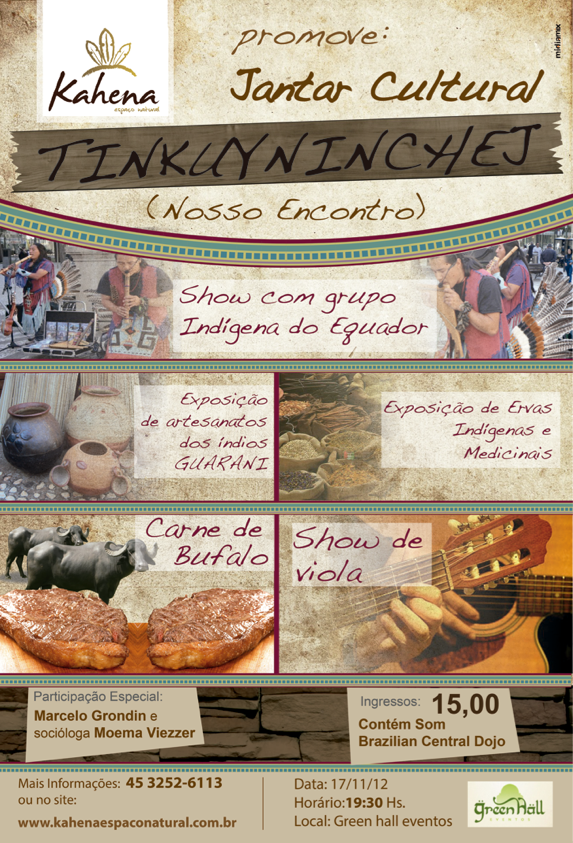 mírliamrx
Kahena
espaço natural
promove:
Jantar Cultural
TINKUYNINCHEJ
(Nosso Encontro)
Show com grupo
Indígena do Equador
Exposição
de artesanatos
dos índios
GUARANI
Exposição de Ervas
Indígenas e
Medicinais
Carne de
Bufalo
Show de
viola
Participação Especial:
Marcelo Grondin e
socióloga Moema Viezzer
Ingressos: 15,00
Contém Som
Brazilian Central Dojo
Mais Informações: 45 3252-6113
ou no site:
www.kahenaespaconatural.com.br
Data: 17/11/12
Horário:19:30 Hs.
Local: Green hall eventos
green hall
EVENTOS